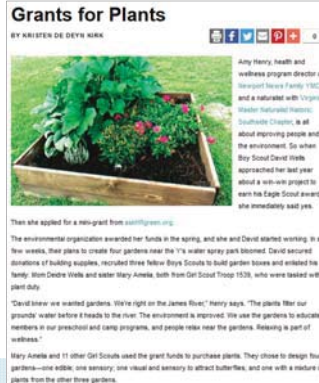 Grants for Plants
BY KRISTEN DE DEYN KIRK
0
Amy Henry, health and
wellness program director
Newport News Family YMC
and a naturalist with Virgin
Master Naturalist Historic
Southside Chapter, is all
about improving people and
the environment. So when
Boy Scout David Wells
approached her last year
about a win-win project to
earn his Eagle Scout award
she immediately said yes.
Then she applied for a mini-grant from askHRgreen.org.
The environmental organization awarded her funds in the spring, and she and David started working. In a
few weeks, their plans to create four gardens near the Y's water spray park bloomed. David secured
donations of building supplies, recruited three fellow Boys Scouts to build garden boxes and enlisted his
family: Mom Deidre Wells and sister Mary Amelia, both from Girl Scout Troop 1539, who were tasked with
plant duty.
"David knew we wanted gardens. We're right on the James River," Henry says. "The plants filter our
grounds' water before it heads to the river. The environment is improved. We use the gardens to educate
members in our preschool and camp programs, and people relax near the gardens. Relaxing is part of
wellness."
Mary Amelia and 11 other Girl Scouts used the grant funds to purchase plants. They chose to design four
gardens—one edible; one sensory; one visual and sensory to attract butterflies, and one with a mixture o
plants from the other three gardens.